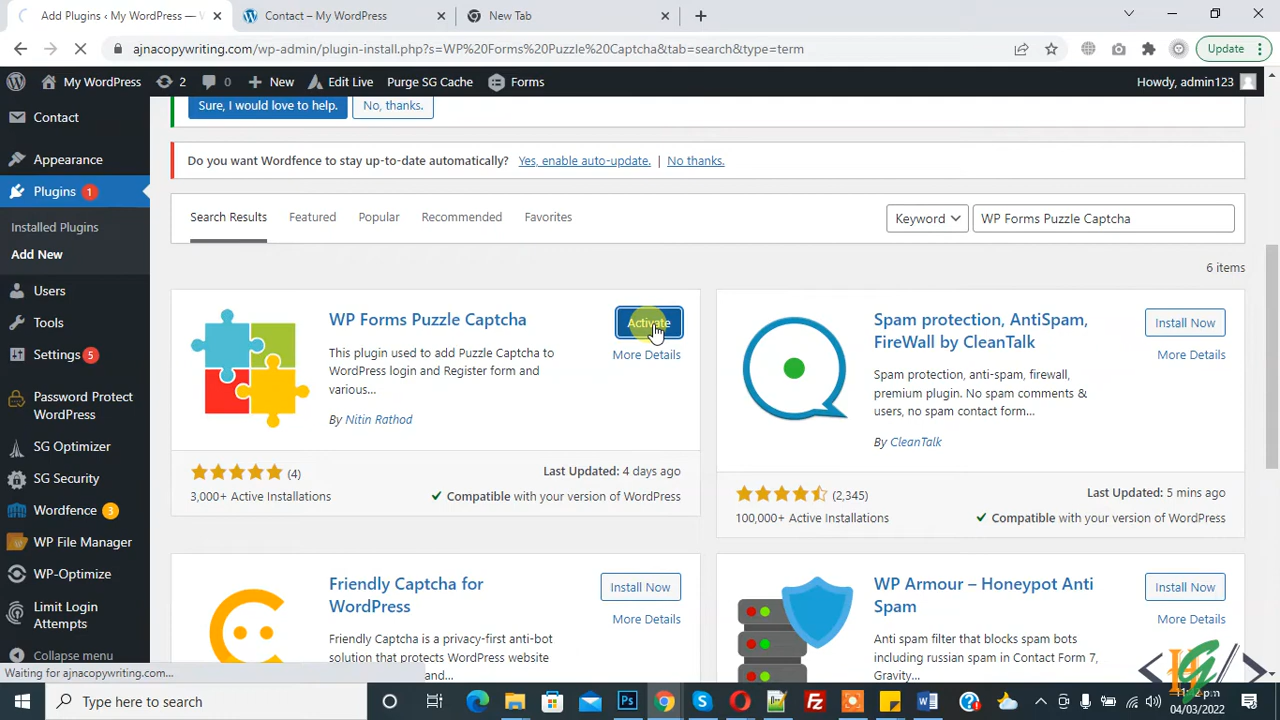 Add Plugins ‹ My WordPress —
Contact – My WordPress
New Tab
ajnacopywriting.com/wp-admin/plugin-install.php?s=WP%20Forms%20Puzzle%20Captcha&tab=search&type=term
Update
My WordPress
2
0
New
Edit Live
Purge SG Cache
Forms
Howdy, admin123
Contact
Appearance
Plugins 1
Installed Plugins
Add New
Users
Tools
Settings 5
Password Protect
WordPress
SG Optimizer
SG Security
Wordfence 3
WP File Manager
WP-Optimize
Limit Login
Attempts
Collapse menu
Sure, I would love to help.
No, thanks.
Do you want Wordfence to stay up-to-date automatically? Yes, enable auto-update. | No thanks.
Search Results
Featured
Popular
Recommended
Favorites
Keyword
WP Forms Puzzle Captcha
6 items
WP Forms Puzzle Captcha
Activate
More Details
This plugin used to add Puzzle Captcha to
WordPress login and Register form and
various...
By Nitin Rathod
(4)
3,000+ Active Installations
Last Updated: 4 days ago
Compatible with your version of WordPress
Spam protection, AntiSpam,
FireWall by CleanTalk
Install Now
More Details
Spam protection, anti-spam, firewall,
premium plugin. No spam comments &
users, no spam contact form...
By CleanTalk
(2,345)
100,000+ Active Installations
Last Updated: 5 mins ago
Compatible with your version of WordPress
Friendly Captcha for
WordPress
Install Now
More Details
Friendly Captcha is a privacy-first anti-bot
solution that protects WordPress website
WP Armour – Honeypot Anti
Spam
Install Now
More Details
Anti spam filter that blocks spam bots
including russian spam in Contact Form 7,
Gravity...
Waiting for ajnacopywriting.com...
Type here to search
04/03/2022